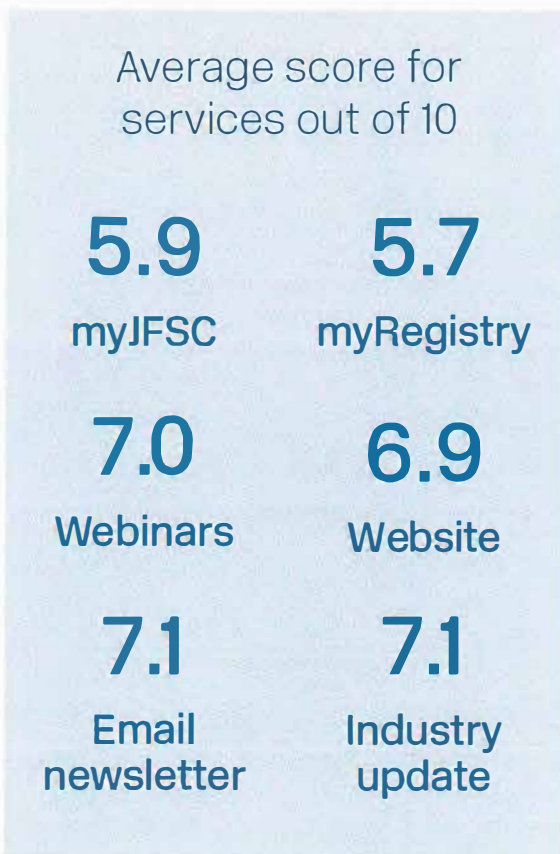 Average score for
services out of 10
5.9
myJFSC
5.7
myRegistry
7.0
Webinars
6.9
Website
7.1
Email
newsletter
7.1
Industry
update